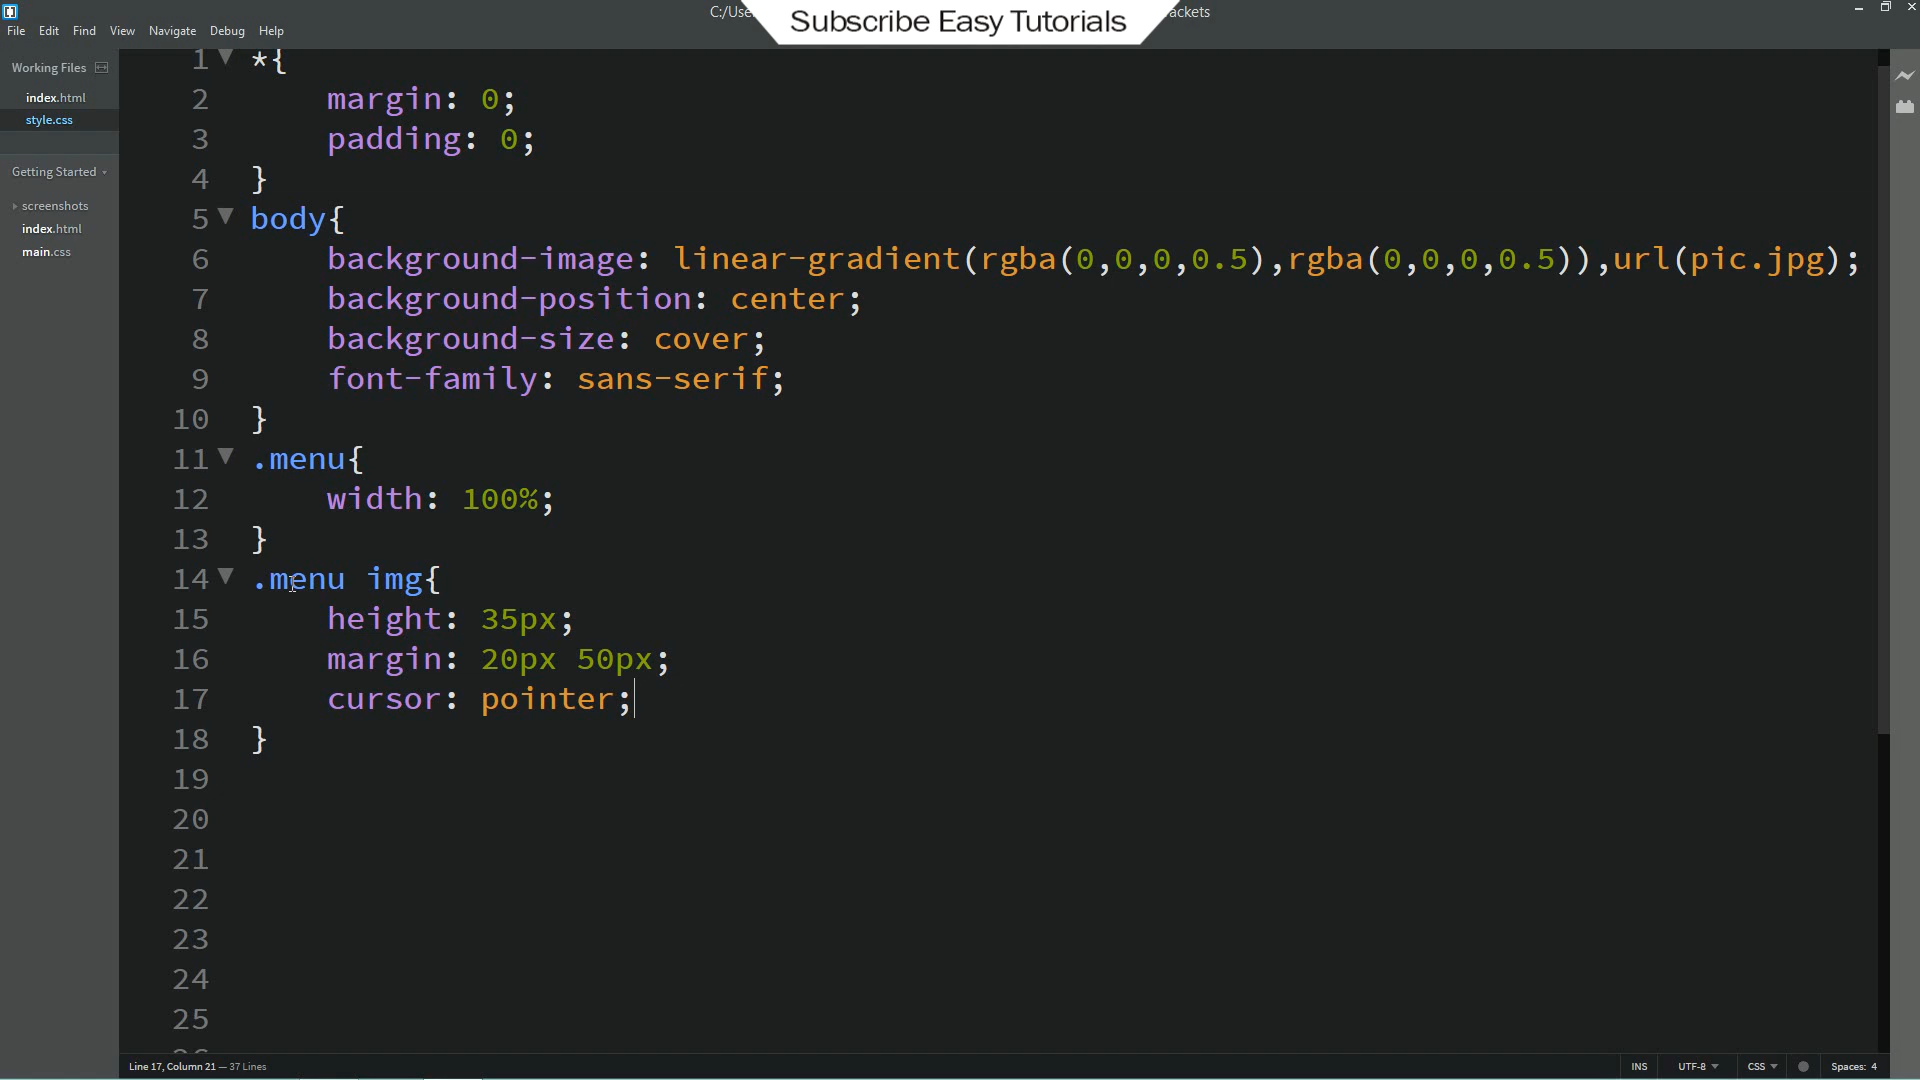 C:/Use
Subscribe Easy Tutorials
ackets
File Edit Find View Navigate Debug Help
Working Files
index.html
style.css
Getting Started
screenshots
index.html
main.css
1 *{
2 margin: 0;
3 padding: 0;
4 }
5 body{
6 background-image: linear-gradient(rgba(0,0,0,0.5),rgba(0,0,0,0.5)),url(pic.jpg);
7 background-position: center;
8 background-size: cover;
9 font-family: sans-serif;
10 }
11 .menu{
12 width: 100%;
13 }
14 .menu img{
15 height: 35px;
16 margin: 20px 50px;
17 cursor: pointer;
18 }
19
20
21
22
23
24
25
Line 17, Column 21 — 37 Lines
INS UTF-8 CSS Spaces: 4